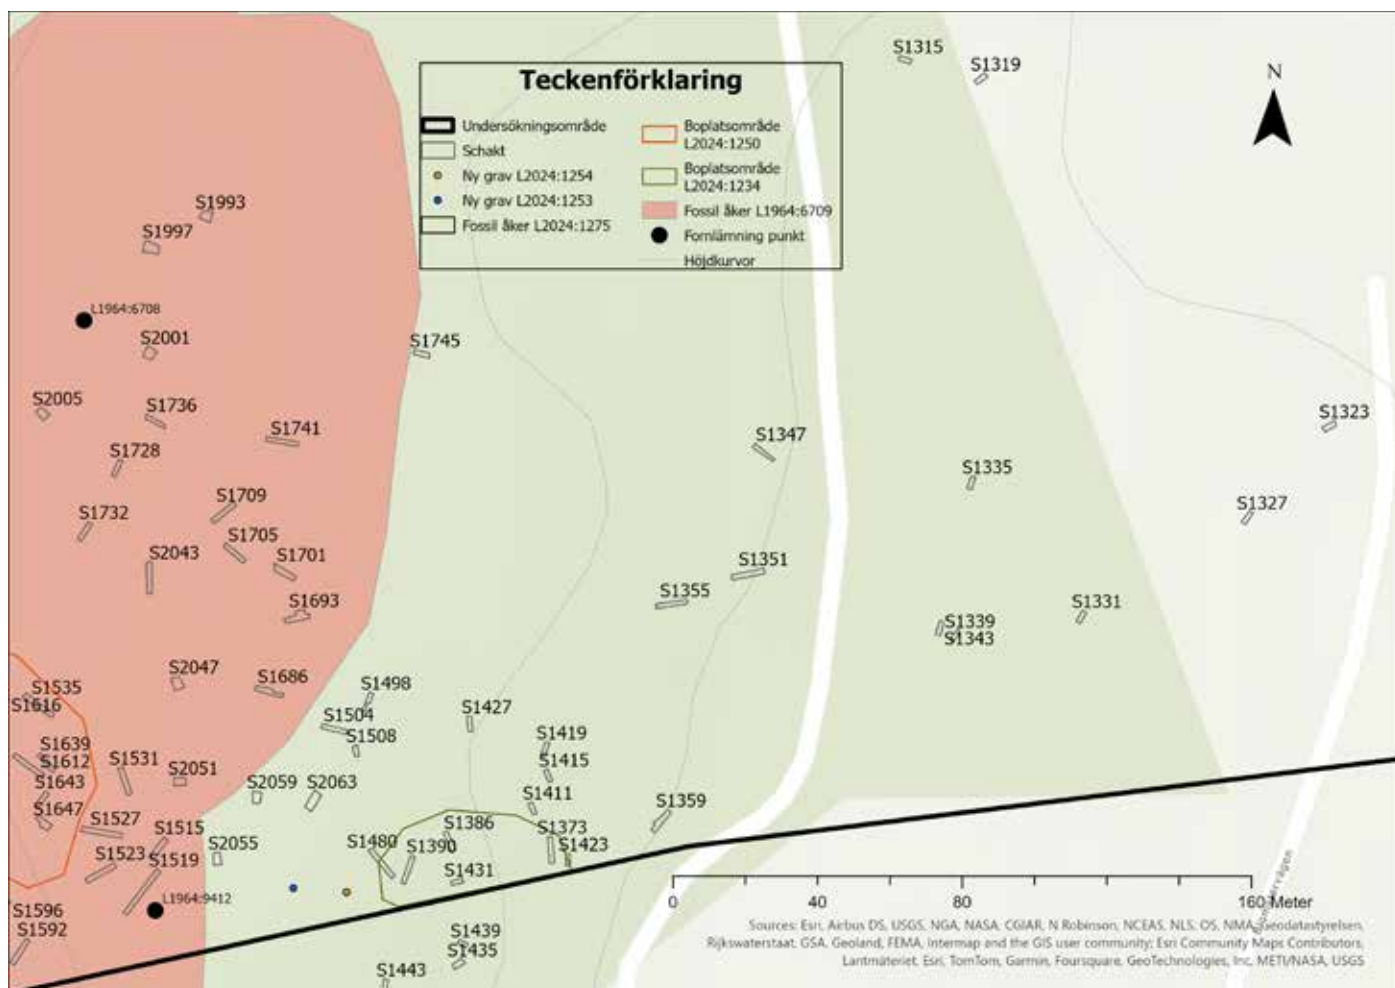 S1315
S1319
N
Teckenförklaring
Undersökningsområde
Schakt
Ny grav L2024:1254
Ny grav L2024:1253
Fossil åker L2024:1275
Boplatsområde
L2024:1250
Boplatsområde
L2024:1234
Fossil åker L1964:6709
Fornlämning punkt
Höjdkurvor
S1993
S1997
L1964:6708
S2001
S1745
S2005
S1736
S1741
S1728
S1709
S1732
S1705
S2043
S1701
S1693
S1347
S1335
S1323
S1327
S1351
S1355
S1339
S1343
S1331
S2047
S1686
S1535
S1616
S1498
S1504
S1508
S1427
S1419
S1415
S1411
S1639
S1612
S1643
S1647
S1531
S2051
S2059
S2063
S1359
S1527
S1515
S1523
S1519
S2055
S1480
S1386
S1390
S1373
S1423
S1431
L1964:9412
S1596
S1592
S1439
S1435
S1443
0 40 80 160 Meter
Sources: Esri, Airbus DS, USGS, NGA, NASA, CGIAR, N Robinson, NCEAS, NLS, OS, NMA, Geodatastyrelsen,
Rijkswaterstaat, GSA, Geoland, FEMA, Intermap and the GIS user community; Esri Community Maps Contributors,
Lantmäteriet, Esri, TomTom, Garmin, Foursquare, GeoTechnologies, Inc, METI/NASA, USGS